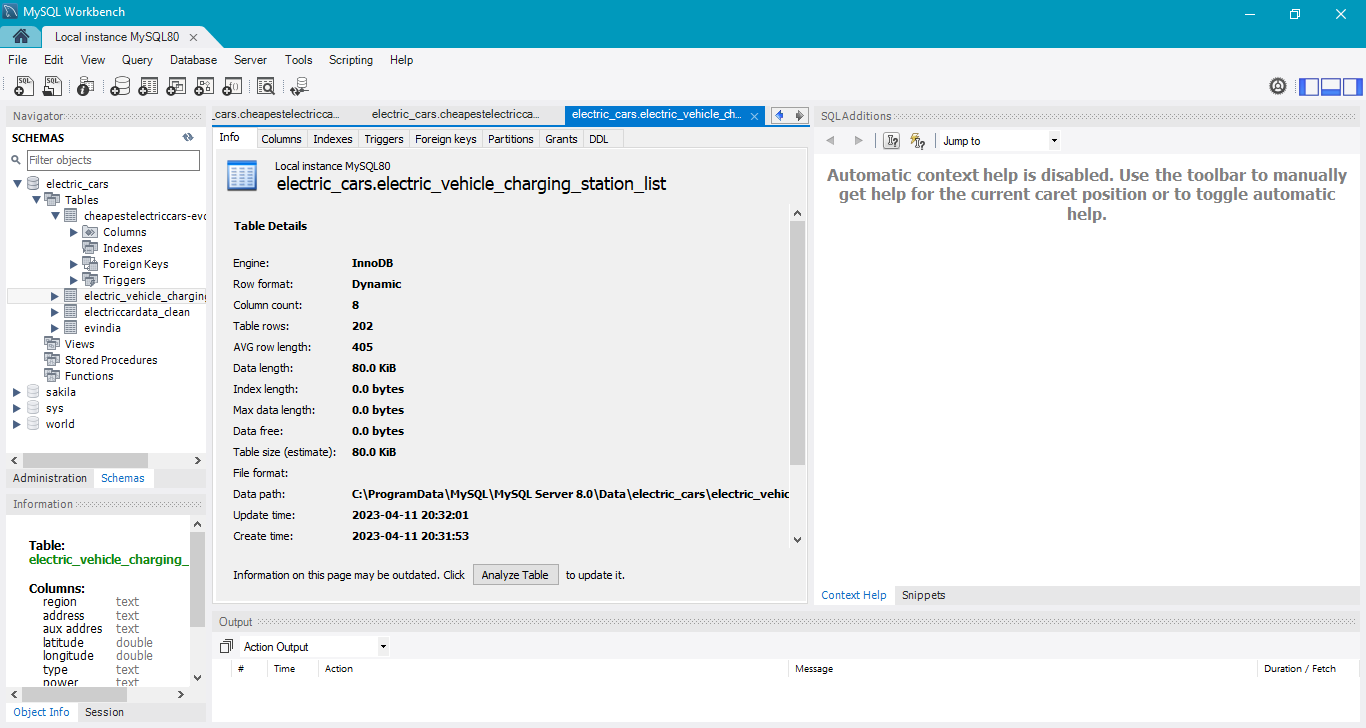 MySQL Workbench
Local instance MySQL80
File Edit View Query Database Server Tools Scripting Help
Navigator
SCHEMAS
Filter objects
electric_cars
Tables
cheapestelectriccars-evd
Columns
Indexes
Foreign Keys
Triggers
electric_vehicle_charging
electriccardata_clean
evindia
Views
Stored Procedures
Functions
sakila
sys
world
Administration Schemas
Information
Table:
electric_vehicle_charging_
Columns:
region text
address text
aux addres text
latitude double
longitude double
type text
power text
Object Info Session
_cars.cheapestelectricca... electric_cars.cheapestelectricca... electric_cars.electric_vehicle_ch...
Info Columns Indexes Triggers Foreign keys Partitions Grants DDL
Local instance MySQL80
electric_cars.electric_vehicle_charging_station_list
Table Details
Engine: InnoDB
Row format: Dynamic
Column count: 8
Table rows: 202
AVG row length: 405
Data length: 80.0 KiB
Index length: 0.0 bytes
Max data length: 0.0 bytes
Data free: 0.0 bytes
Table size (estimate): 80.0 KiB
File format:
Data path: C:\ProgramData\MySQL\MySQL Server 8.0\Data\electric_cars\electric_vehic
Update time: 2023-04-11 20:32:01
Create time: 2023-04-11 20:31:53
Information on this page may be outdated. Click Analyze Table to update it.
SQLAdditions
Jump to
Automatic context help is disabled. Use the toolbar to manually
get help for the current caret position or to toggle automatic
help.
Context Help Snippets
Output
Action Output
# Time Action Message Duration / Fetch